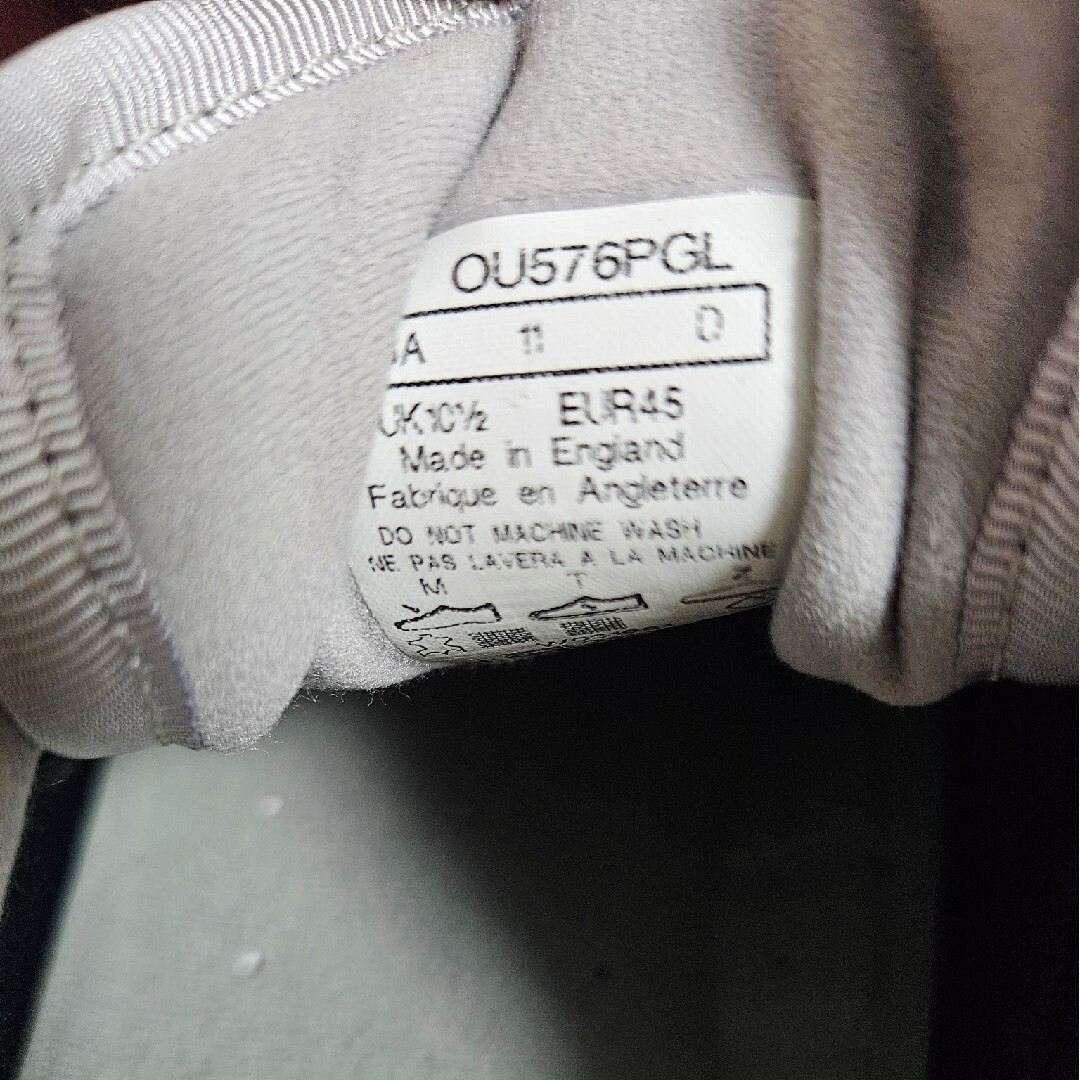 OU576PGL
A 11 D
UK10½ EUR45
Made in England
Fabrique en Angleterre
DO NOT MACHINE WASH
NE PAS LAVERA A LA MACHINE
M T